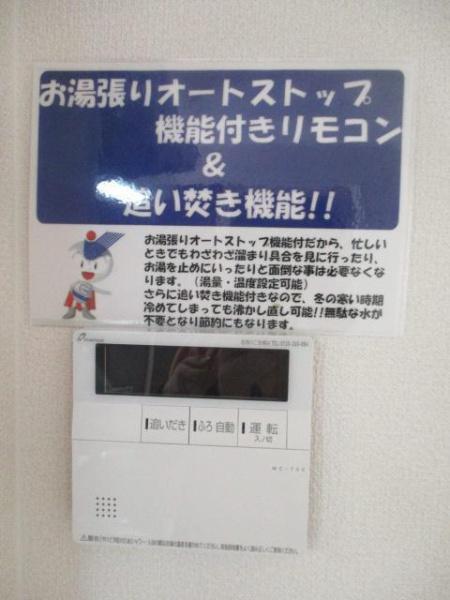 お湯張りオートストップ
機能付きリモコン
&
追い焚き機能!!
お湯張りオートストップ機能付だから、忙しい
ときでもわざわざ溜まり具合を見に行ったり、
お湯を止めにいったりと面倒な事は必要なくな
ります。(湯量・温度設定可能)
さらに追い焚き機能付きなので、冬の寒い時期
冷めてしまっても沸かし直し可能!!無駄な水が
不要となり節約にもなります。
追いだき
ふろ 自動
運転
入/切